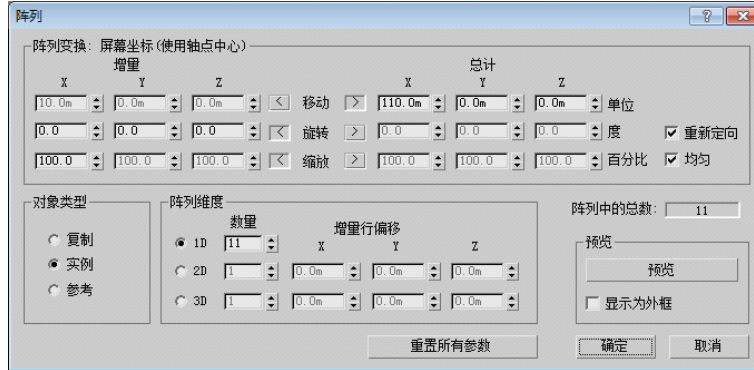 阵列
阵列变换: 屏幕坐标(使用轴点中心)
增量 总计
X Y Z X Y Z
10.0m 0.0m 0.0m < 移动 > 110.0m 0.0m 0.0m 单位
0.0 0.0 0.0 < 旋转 > 0.0 0.0 0.0 度 重新定向
100.0 100.0 100.0 < 缩放 > 100.0 100.0 100.0 百分比 均匀
对象类型
复制
实例
参考
阵列维度
数量 增量行偏移
X Y Z
1D 11
2D 1 0.0m 0.0m 0.0m
3D 1 0.0m 0.0m 0.0m
阵列中的总数: 11
预览
预览
显示为外框
重置所有参数 确定 取消